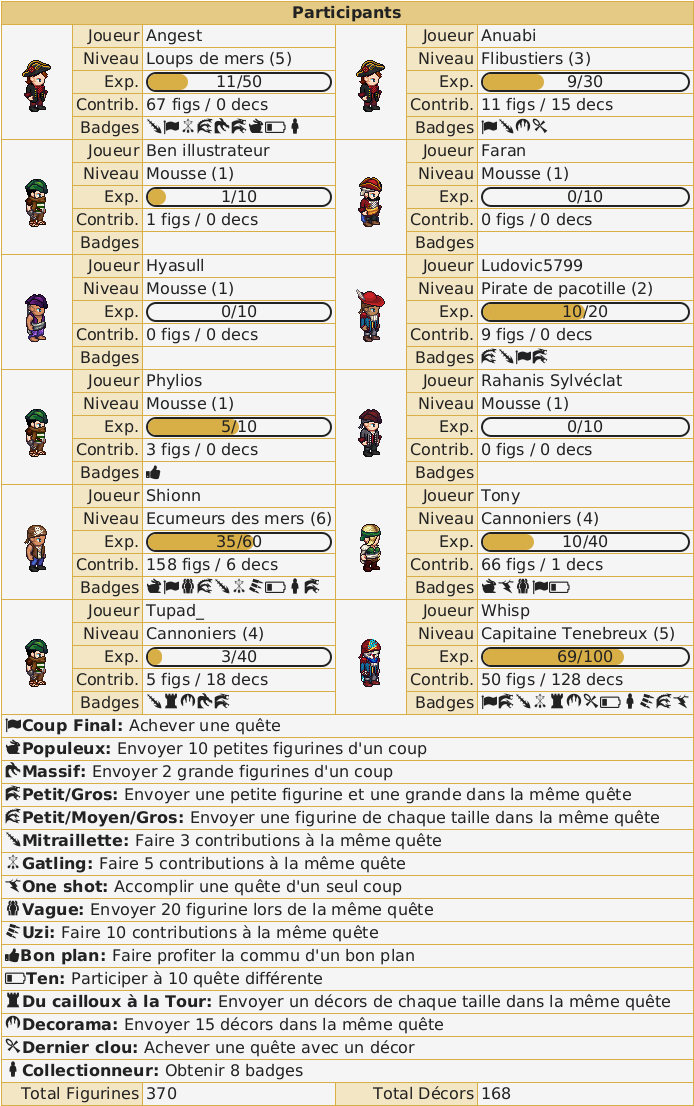 Participants
Joueur Angest
Niveau Loups de mers (5)
Exp. 11/50
Contrib. 67 figs / 0 decs
Badges
Joueur Anuabi
Niveau Flibustiers (3)
Exp. 9/30
Contrib. 11 figs / 15 decs
Badges
Joueur Ben illustrateur
Niveau Mousse (1)
Exp. 1/10
Contrib. 1 figs / 0 decs
Badges
Joueur Faran
Niveau Mousse (1)
Exp. 0/10
Contrib. 0 figs / 0 decs
Badges
Joueur Hyasull
Niveau Mousse (1)
Exp. 0/10
Contrib. 0 figs / 0 decs
Badges
Joueur Ludovic5799
Niveau Pirate de pacotille (2)
Exp. 10/20
Contrib. 9 figs / 0 decs
Badges
Joueur Phylios
Niveau Mousse (1)
Exp. 5/10
Contrib. 3 figs / 0 decs
Badges
Joueur Rahanis Sylvéclat
Niveau Mousse (1)
Exp. 0/10
Contrib. 0 figs / 0 decs
Badges
Joueur Shionn
Niveau Ecumeurs des mers (6)
Exp. 35/60
Contrib. 158 figs / 6 decs
Badges
Joueur Tony
Niveau Cannoniers (4)
Exp. 10/40
Contrib. 66 figs / 1 decs
Badges
Joueur Tupad_
Niveau Cannoniers (4)
Exp. 3/40
Contrib. 5 figs / 18 decs
Badges
Joueur Whisp
Niveau Capitaine Tenebreux (5)
Exp. 69/100
Contrib. 50 figs / 128 decs
Badges
Coup Final: Achever une quête
Populeux: Envoyer 10 petites figurines d'un coup
Massif: Envoyer 2 grande figurines d'un coup
Petit/Gros: Envoyer une petite figurine et une grande dans la même quête
Petit/Moyen/Gros: Envoyer une figurine de chaque taille dans la même quête
Mitraillette: Faire 3 contributions à la même quête
Gatling: Faire 5 contributions à la même quête
One shot: Accomplir une quête d'un seul coup
Vague: Envoyer 20 figurine lors de la même quête
Uzi: Faire 10 contributions à la même quête
Bon plan: Faire profiter la commu d'un bon plan
Ten: Participer à 10 quête différente
Du cailloux à la Tour: Envoyer un décors de chaque taille dans la même quête
Decorama: Envoyer 15 décors dans la même quête
Dernier clou: Achever une quête avec un décor
Collectionneur: Obtenir 8 badges
Total Figurines 370
Total Décors 168